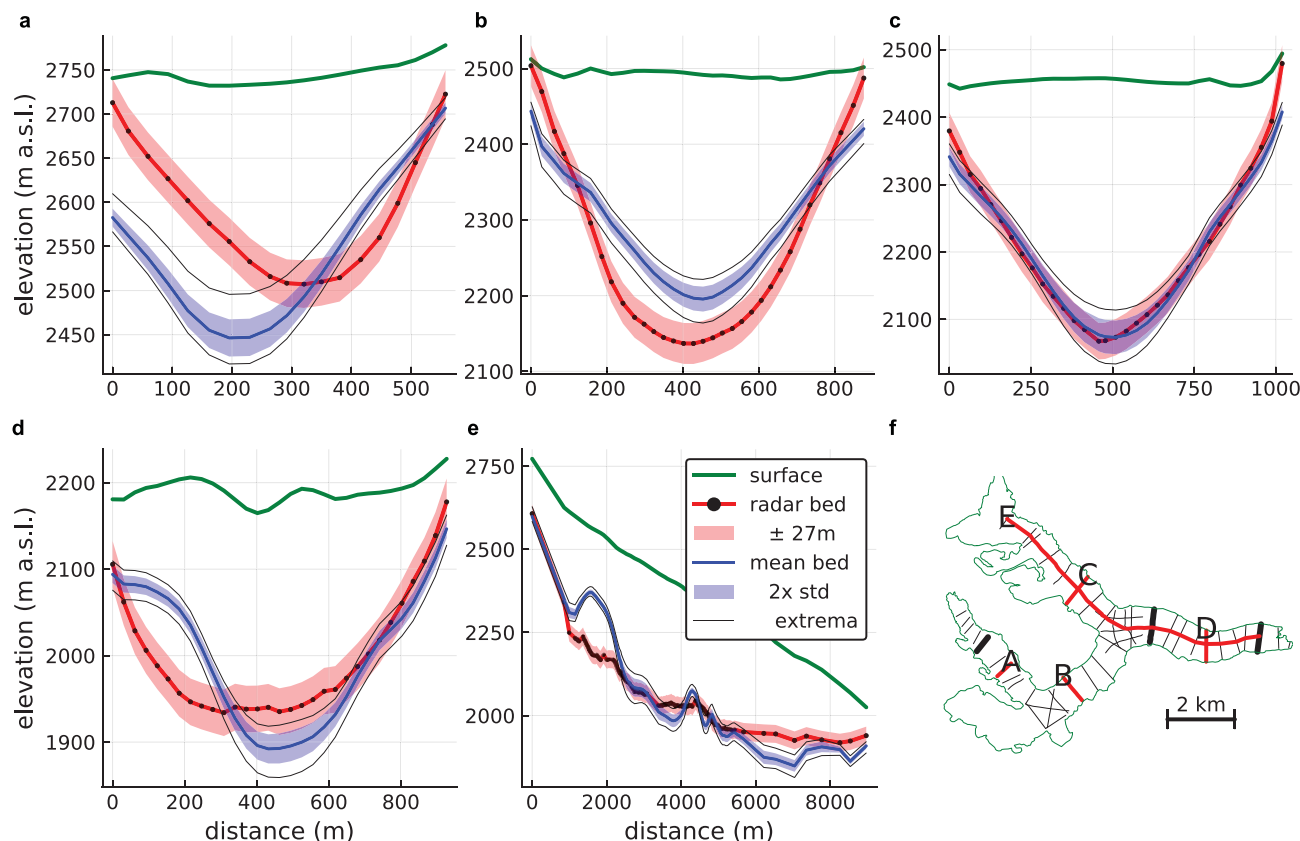 a
b
c
elevation (m a.s.l.)
2750
2700
2650
2600
2550
2500
2450
0 100 200 300 400 500
2500
2400
2300
2200
2100
0 200 400 600 800
2500
2400
2300
2200
2100
0 250 500 750 1000
d
e
f
elevation (m a.s.l.)
2200
2100
2000
1900
0 200 400 600 800
distance (m)
2750
2500
2250
2000
0 2000 4000 6000 8000
distance (m)
surface
radar bed
± 27m
mean bed
2x std
extrema
E
C
D
A
B
2 km